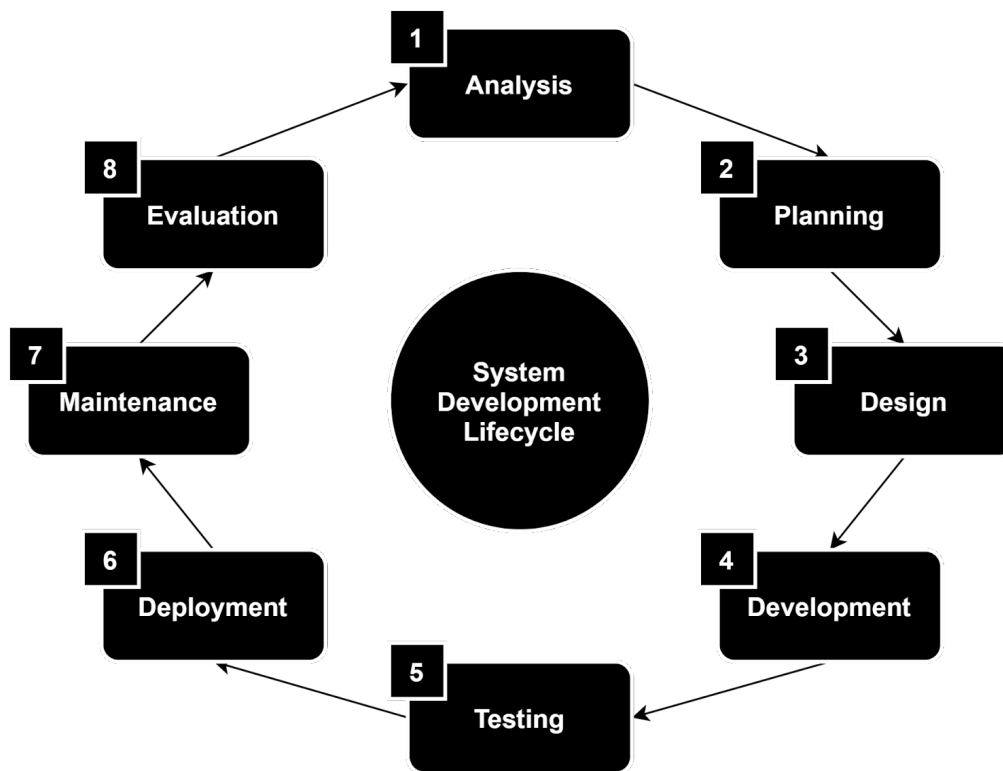 1
Analysis
2
Planning
3
Design
4
Development
5
Testing
6
Deployment
7
Maintenance
8
Evaluation
System
Development
Lifecycle